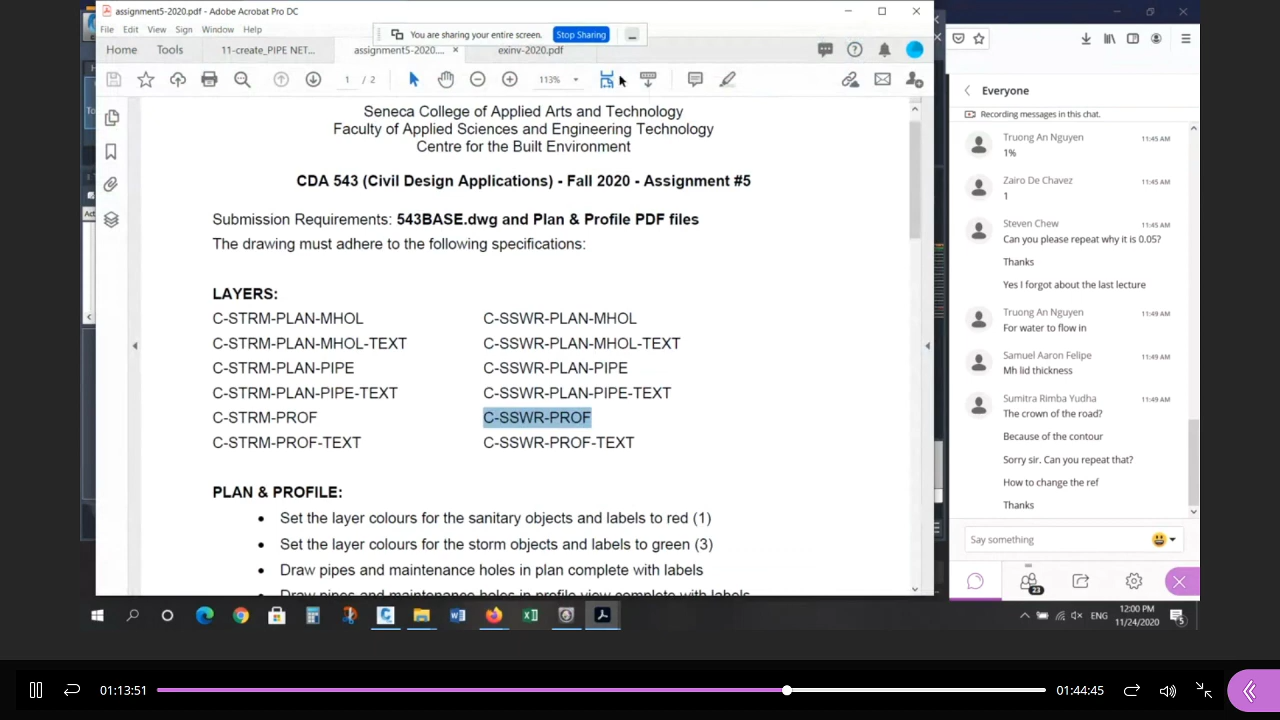 assignment5-2020.pdf - Adobe Acrobat Pro DC
File Edit View Sign Window Help
You are sharing your entire screen. Stop Sharing
Home Tools 11-create_PIPE NET... assignment5-2020.... × exinv-2020.pdf
1 / 2 113%
Seneca College of Applied Arts and Technology
Faculty of Applied Sciences and Engineering Technology
Centre for the Built Environment
CDA 543 (Civil Design Applications) - Fall 2020 - Assignment #5
Submission Requirements: 543BASE.dwg and Plan & Profile PDF files
The drawing must adhere to the following specifications:
LAYERS:
C-STRM-PLAN-MHOL C-SSWR-PLAN-MHOL
C-STRM-PLAN-MHOL-TEXT C-SSWR-PLAN-MHOL-TEXT
C-STRM-PLAN-PIPE C-SSWR-PLAN-PIPE
C-STRM-PLAN-PIPE-TEXT C-SSWR-PLAN-PIPE-TEXT
C-STRM-PROF C-SSWR-PROF
C-STRM-PROF-TEXT C-SSWR-PROF-TEXT
PLAN & PROFILE:
• Set the layer colours for the sanitary objects and labels to red (1)
• Set the layer colours for the storm objects and labels to green (3)
• Draw pipes and maintenance holes in plan complete with labels
• Draw pipes and maintenance holes in profile view complete with labels
Everyone
Recording messages in this chat.
Truong An Nguyen 11:45 AM
1%
Zairo De Chavez 11:45 AM
1
Steven Chew 11:45 AM
Can you please repeat why it is 0.05?
Thanks
Yes I forgot about the last lecture
Truong An Nguyen 11:49 AM
For water to flow in
Samuel Aaron Felipe 11:49 AM
Mh lid thickness
Sumitra Rimba Yudha 11:49 AM
The crown of the road?
Because of the contour
Sorry sir. Can you repeat that?
How to change the ref
Thanks
Say something
23
ENG 12:00 PM
11/24/2020 5
01:13:51 01:44:45